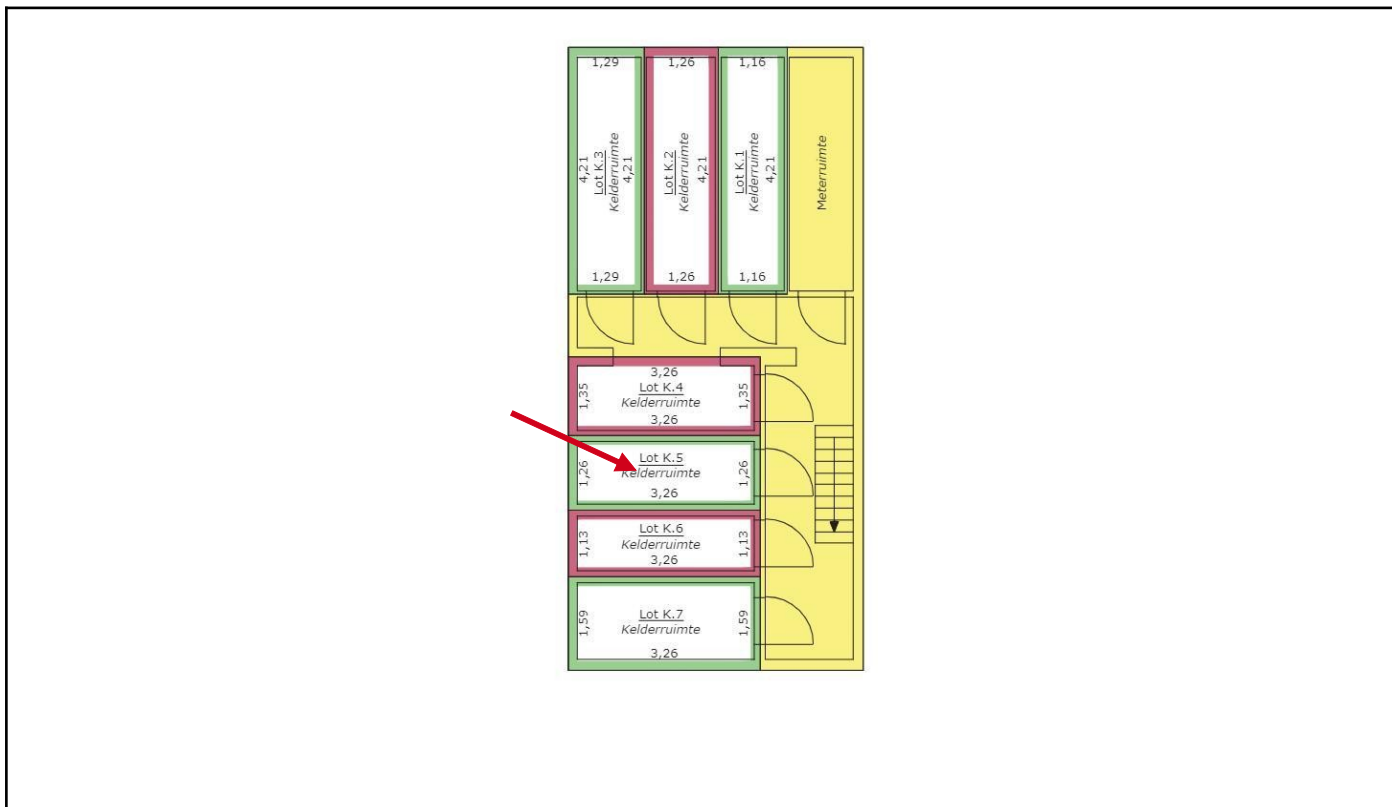 1,29
4,21
Lot K.3
Kelderruimte
4,21
1,29
1,26
Lot K.2
Kelderruimte
4,21
1,26
1,16
Lot K.1
Kelderruimte
4,21
1,16
Meterruimte
3,26
1,35
Lot K.4
1,35
Kelderruimte
3,26
1,26
Lot K.5
1,26
Kelderruimte
3,26
1,13
Lot K.6
1,13
Kelderruimte
3,26
1,59
Lot K.7
1,59
Kelderruimte
3,26